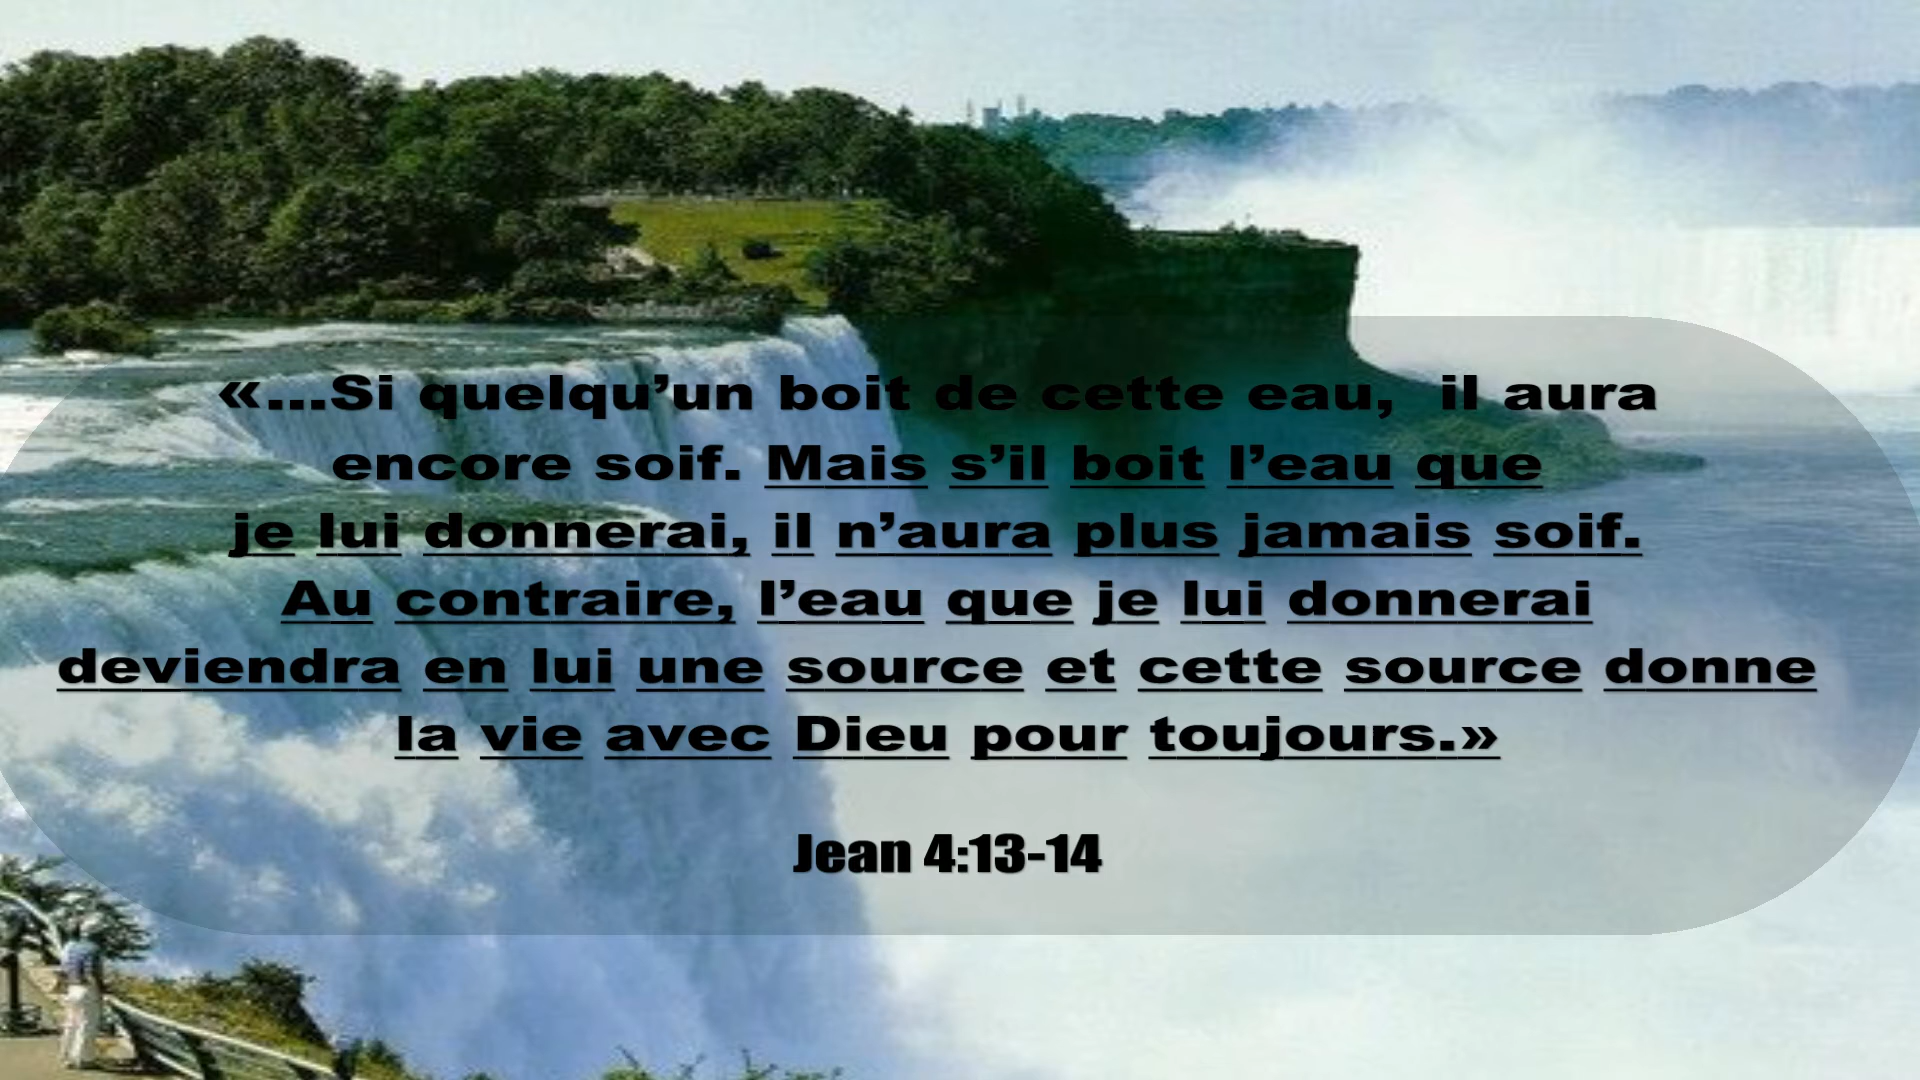 «...Si quelqu’un boit de cette eau,  il aura
encore soif. Mais s’il boit l’eau que
je lui donnerai, il n’aura plus jamais soif.
Au contraire, l’eau que je lui donnerai
deviendra en lui une source et cette source donne
la vie avec Dieu pour toujours.»
Jean 4:13-14